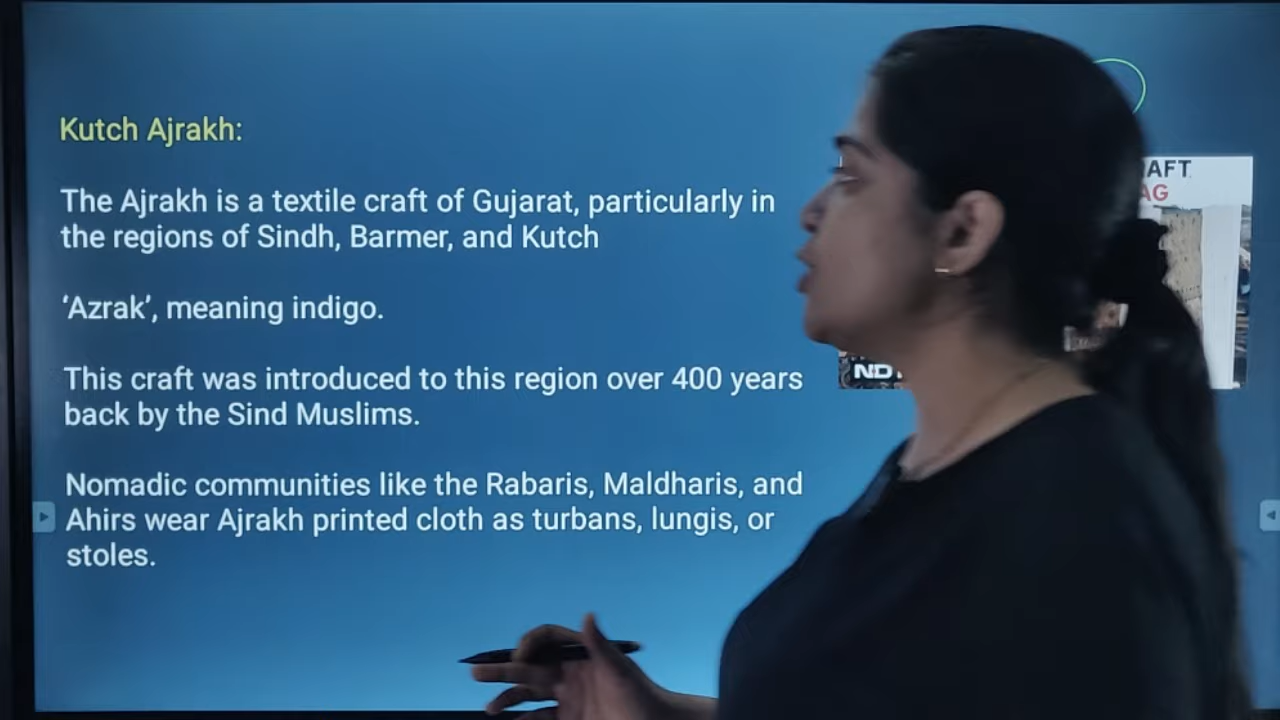 Kutch Ajrakh:
The Ajrakh is a textile craft of Gujarat, particularly in
the regions of Sindh, Barmer, and Kutch
‘Azrak’, meaning indigo.
This craft was introduced to this region over 400 years
back by the Sind Muslims.
Nomadic communities like the Rabaris, Maldharis, and
Ahirs wear Ajrakh printed cloth as turbans, lungis, or
stoles.